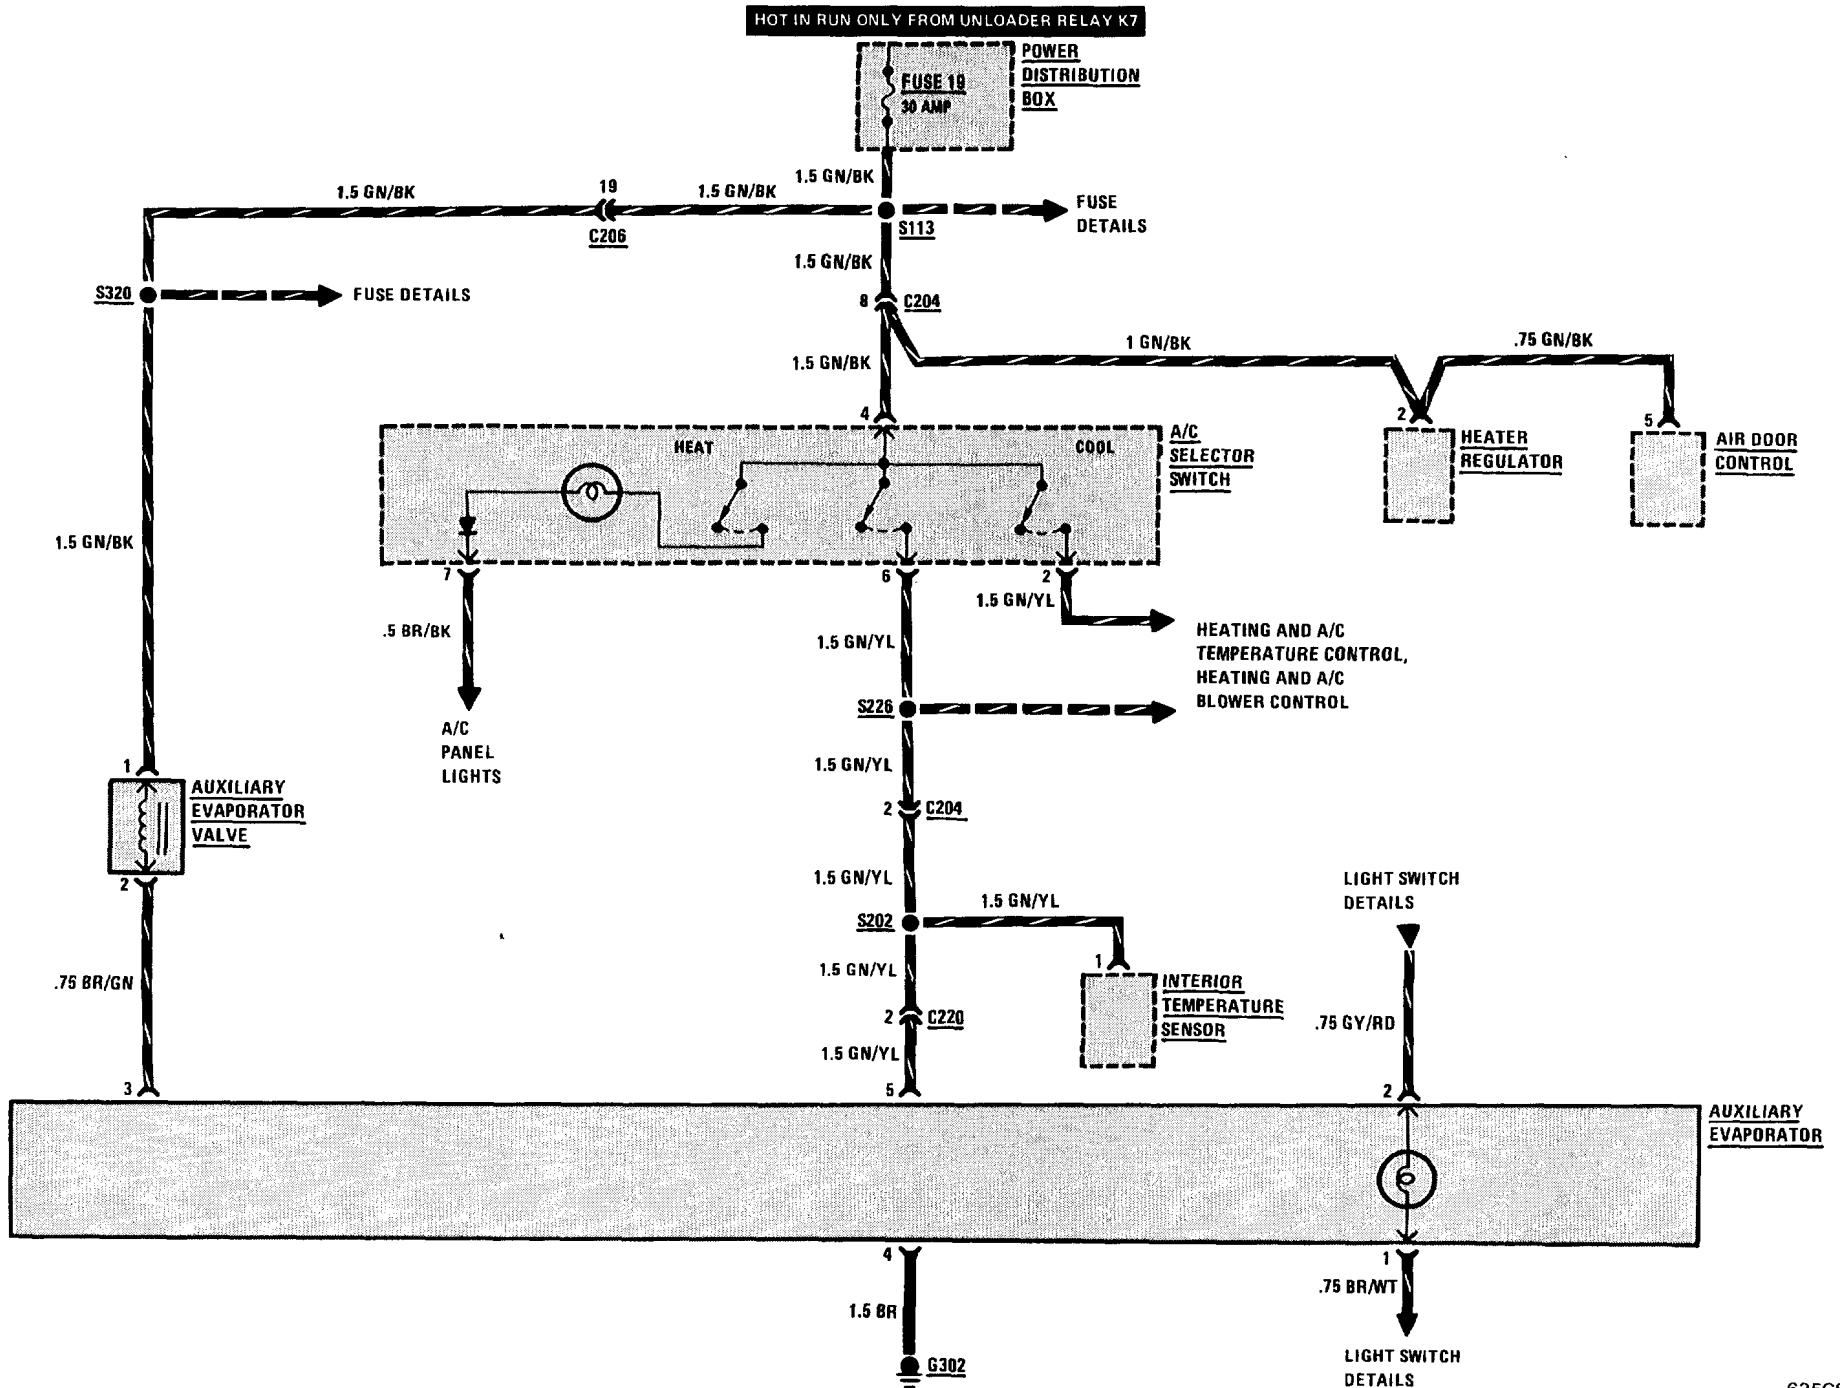 HOT IN RUN ONLY FROM UNLOADER RELAY K7
POWER
DISTRIBUTION
BOX
FUSE 19
30 AMP
1.5 GN/BK
1.5 GN/BK
19
1.5 GN/BK
C206
S113
FUSE
DETAILS
1.5 GN/BK
S320
FUSE DETAILS
8
C204
1.5 GN/BK
1 GN/BK
.75 GN/BK
4
2
5
HEAT
COOL
A/C
SELECTOR
SWITCH
HEATER
REGULATOR
AIR DOOR
CONTROL
1.5 GN/BK
7
6
2
1.5 GN/YL
.5 BR/BK
1.5 GN/YL
HEATING AND A/C
TEMPERATURE CONTROL,
HEATING AND A/C
BLOWER CONTROL
S226
A/C
PANEL
LIGHTS
1
1.5 GN/YL
AUXILIARY
EVAPORATOR
VALVE
2
C204
2
1.5 GN/YL
LIGHT SWITCH
DETAILS
S202
1.5 GN/YL
.75 BR/GN
1.5 GN/YL
1
INTERIOR
TEMPERATURE
SENSOR
2
C220
.75 GY/RD
1.5 GN/YL
3
5
2
AUXILIARY
EVAPORATOR
4
1
1.5 BR
.75 BR/WT
G302
LIGHT SWITCH
DETAILS